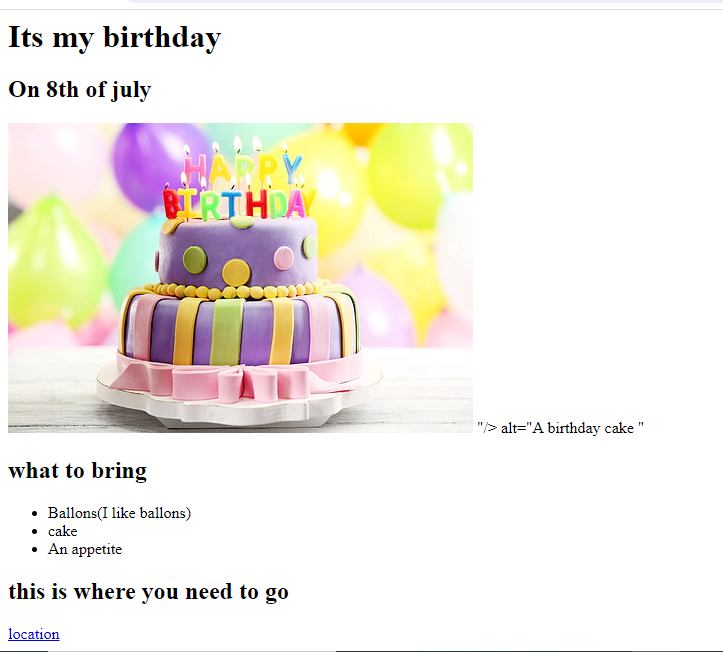 Its my birthday
On 8th of july
HAPPY
BIRTHDAY
"/> alt="A birthday cake "
what to bring
Ballons(I like ballons)
cake
An appetite
this is where you need to go
location